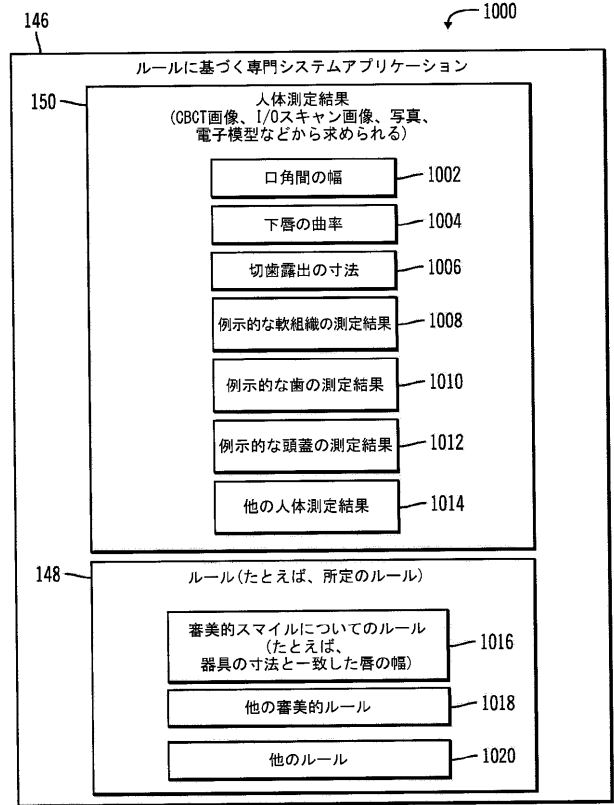 1000
146
ルールに基づく専門システムアプリケーション
150
人体測定結果
(CBCT画像、I/Oスキャン画像、写真、
電子模型などから求められる)
口角間の幅
1002
下唇の曲率
1004
切歯露出の寸法
1006
例示的な軟組織の測定結果
1008
例示的な歯の測定結果
1010
例示的な頭蓋の測定結果
1012
他の人体測定結果
1014
148
ルール(たとえば、所定のルール)
審美的スマイルについてのルール
(たとえば、
器具の寸法と一致した唇の幅)
1016
他の審美的ルール
1018
他のルール
1020